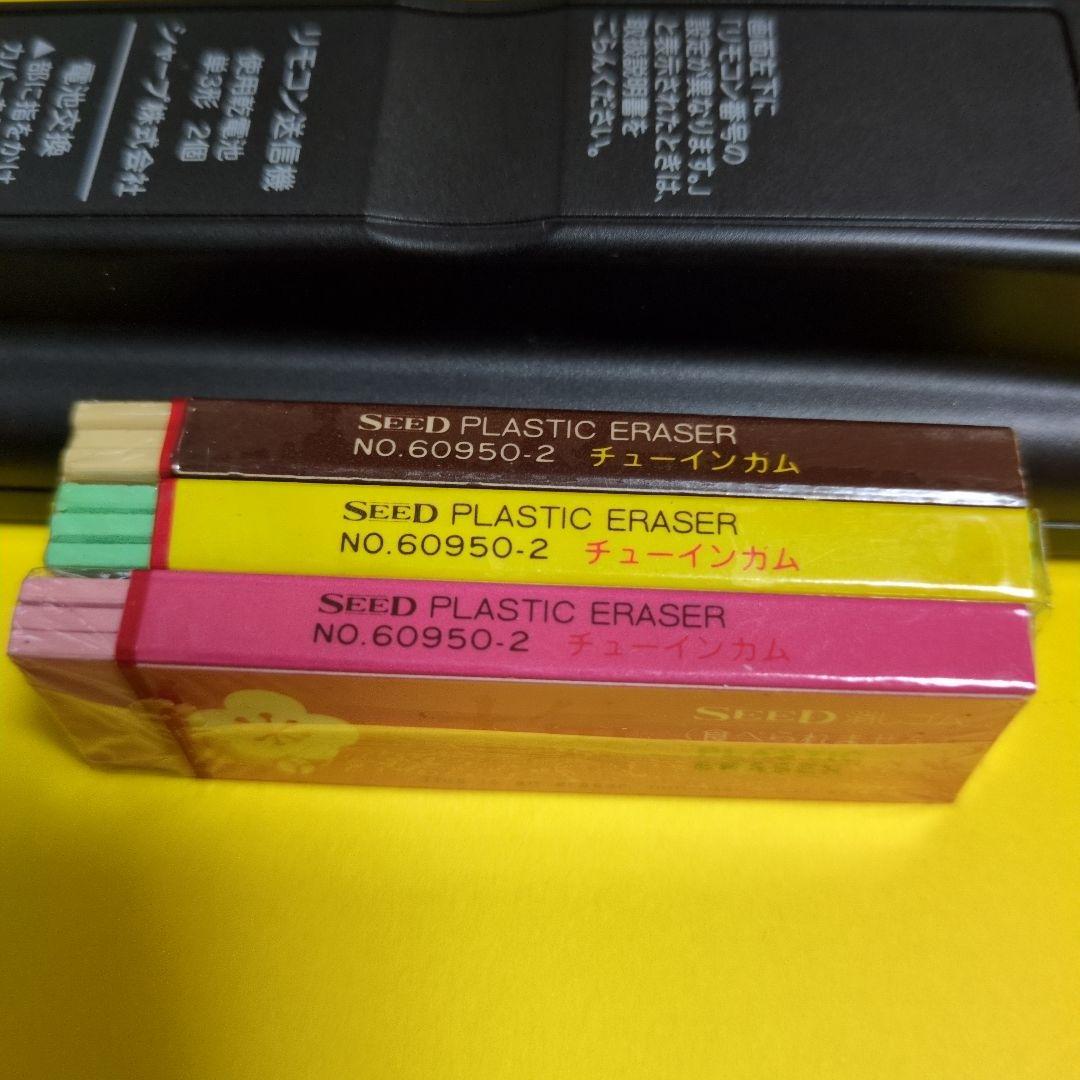 画面左下に
「リモコン番号の
設定が異なります。」
と表示されたときは、
取扱説明書を
ごらんください。
リモコン送信機
使用乾電池
単3形 2個
シャープ株式会社
電池交換
▲部に指をかけ
SEED PLASTIC ERASER
NO.60950-2 チューインガム
SEED PLASTIC ERASER
NO.60950-2 チューインガム
SEED PLASTIC ERASER
NO.60950-2 チューインガム
SEED 消しゴム